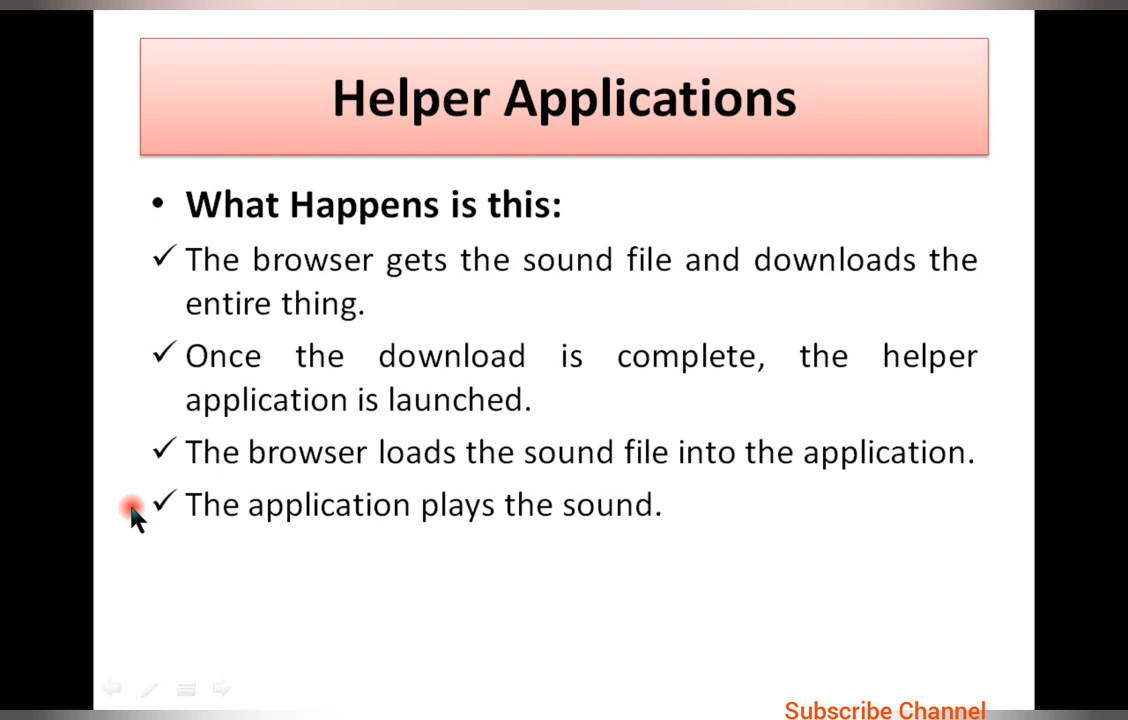 Helper Applications
• What Happens is this:
✓ The browser gets the sound file and downloads the
entire thing.
✓ Once the download is complete, the helper
application is launched.
✓ The browser loads the sound file into the application.
✓ The application plays the sound.
Subscribe Channel